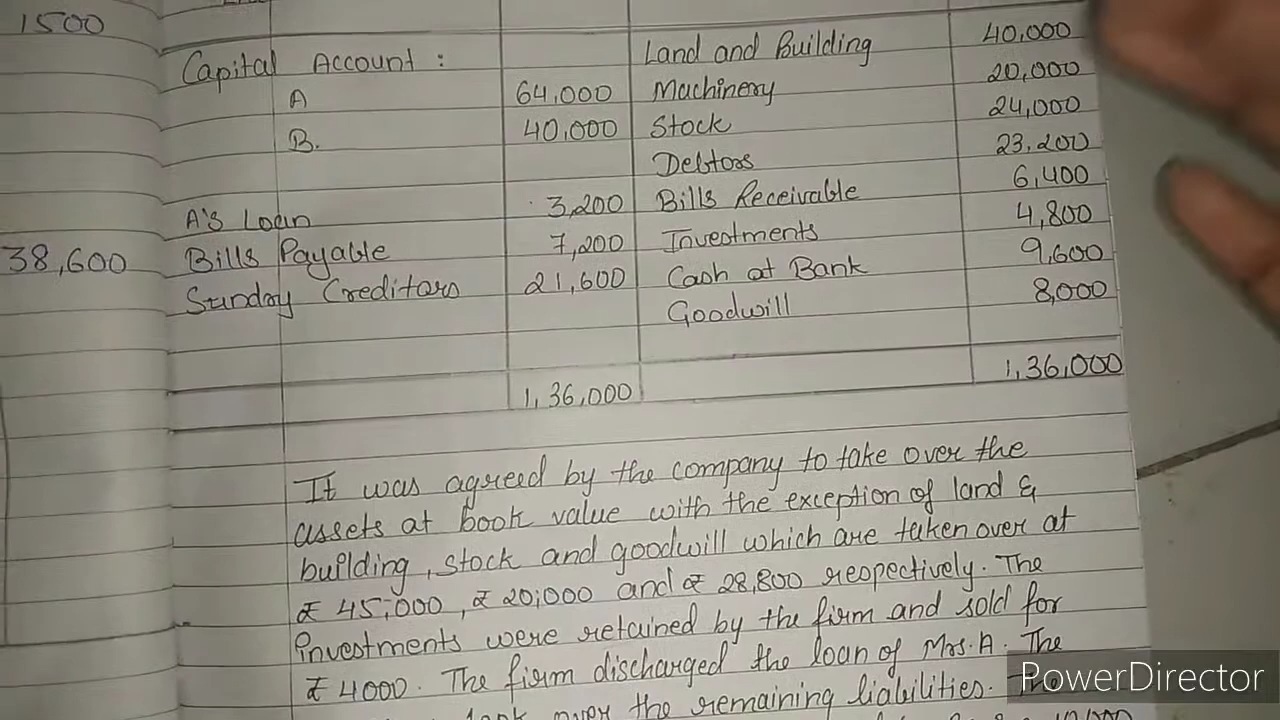 1500
Capital Account :
Land and Building 40,000
A 64,000 Machinery 20,000
B. 40,000 Stock 24,000
Debtors 23,200
A's Loan 3,200 Bills Receivable 6,400
38,600 Bills Payable 7,200 Investments 4,800
Sunday Creditors 21,600 Cash at Bank 9,600
Goodwill 8,000
1,36,000 1,36,000
It was agreed by the company to take over the
assets at book value with the exception of land &
building, stock and goodwill which are taken over at
₹ 45,000, ₹ 20,000 and ₹ 28,800 respectively. The
investments were retained by the firm and sold for
₹ 4000. The firm discharged the loan of Mrs. A. The
took over the remaining liabilities. The
PowerDirector